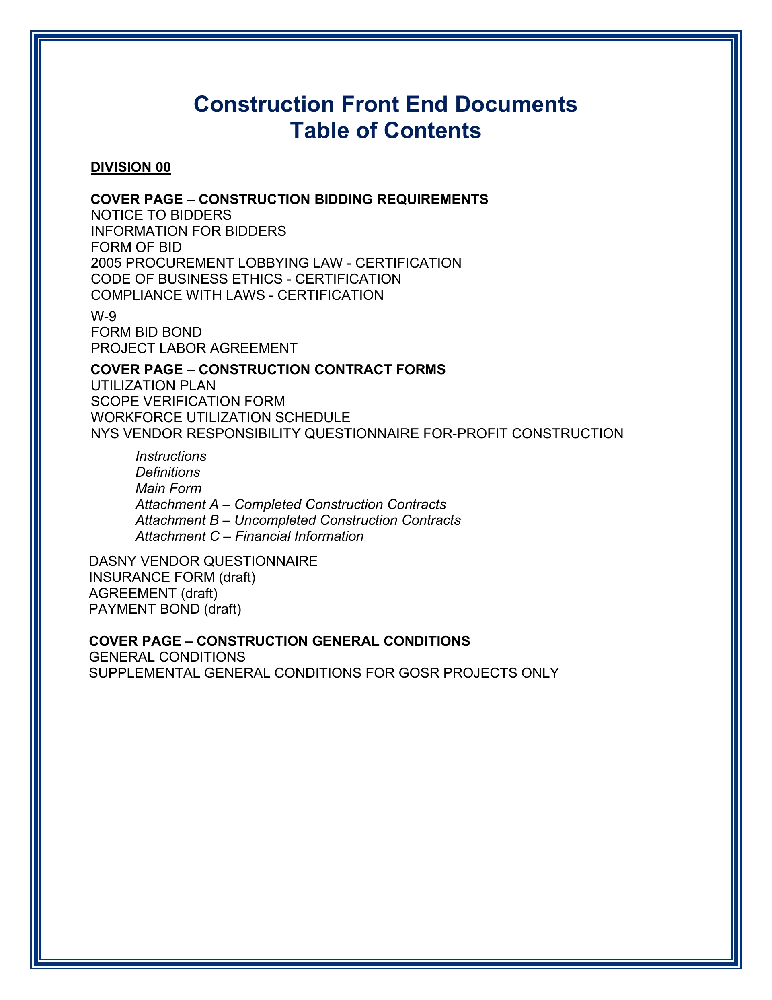 Construction Front End Documents
Table of Contents
DIVISION 00
COVER PAGE – CONSTRUCTION BIDDING REQUIREMENTS
NOTICE TO BIDDERS
INFORMATION FOR BIDDERS
FORM OF BID
2005 PROCUREMENT LOBBYING LAW - CERTIFICATION
CODE OF BUSINESS ETHICS - CERTIFICATION
COMPLIANCE WITH LAWS - CERTIFICATION
W-9
FORM BID BOND
PROJECT LABOR AGREEMENT
COVER PAGE – CONSTRUCTION CONTRACT FORMS
UTILIZATION PLAN
SCOPE VERIFICATION FORM
WORKFORCE UTILIZATION SCHEDULE
NYS VENDOR RESPONSIBILITY QUESTIONNAIRE FOR-PROFIT CONSTRUCTION
Instructions
Definitions
Main Form
Attachment A – Completed Construction Contracts
Attachment B – Uncompleted Construction Contracts
Attachment C – Financial Information
DASNY VENDOR QUESTIONNAIRE
INSURANCE FORM (draft)
AGREEMENT (draft)
PAYMENT BOND (draft)
COVER PAGE – CONSTRUCTION GENERAL CONDITIONS
GENERAL CONDITIONS
SUPPLEMENTAL GENERAL CONDITIONS FOR GOSR PROJECTS ONLY